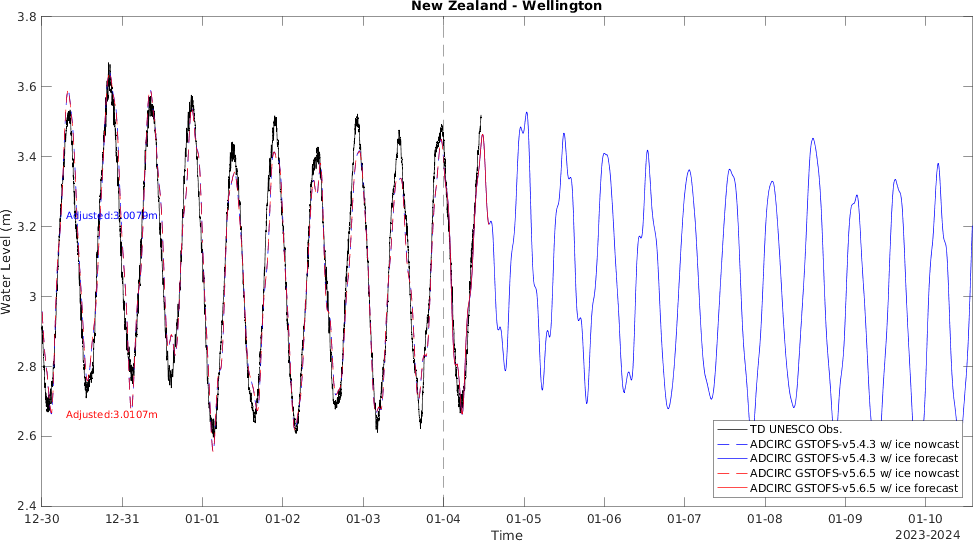 New Zealand - Wellington
3.8
3.6
3.4
3.2
3
2.8
2.6
2.4
Water Level (m)
Adjusted:3.0079m
Adjusted:3.0107m
TD UNESCO Obs.
ADCIRC GSTOFS-v5.4.3 w/ ice nowcast
ADCIRC GSTOFS-v5.4.3 w/ ice forecast
ADCIRC GSTOFS-v5.6.5 w/ ice nowcast
ADCIRC GSTOFS-v5.6.5 w/ ice forecast
12-30 12-31 01-01 01-02 01-03 01-04 01-05 01-06 01-07 01-08 01-09 01-10
Time
2023-2024